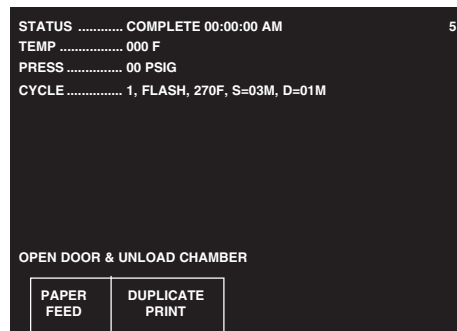 STATUS ............ COMPLETE 00:00:00 AM 5
TEMP ................ 000 F
PRESS ............... 00 PSIG
CYCLE ............... 1, FLASH, 270F, S=03M, D=01M
OPEN DOOR & UNLOAD CHAMBER
PAPER FEED
DUPLICATE PRINT